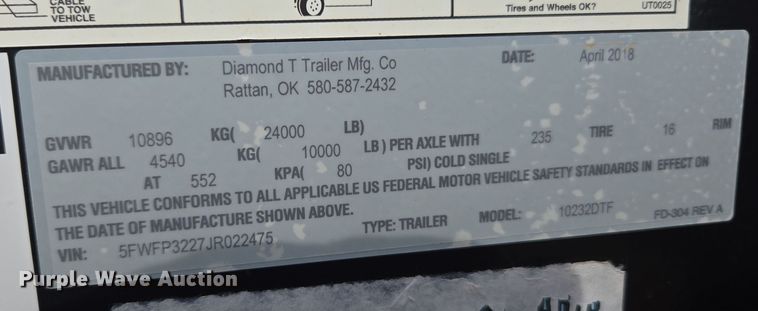 CABLE
TO TOW
VEHICLE
Tires and Wheels OK?
UT0025
MANUFACTURED BY: Diamond T Trailer Mfg. Co DATE: April 2018
Rattan, OK 580-587-2432
GVWR 10896 KG( 24000 LB)
GAWR ALL 4540 KG( 10000 LB ) PER AXLE WITH 235 TIRE 16 RIM
AT 552 KPA( 80 PSI) COLD SINGLE
THIS VEHICLE CONFORMS TO ALL APPLICABLE US FEDERAL MOTOR VEHICLE SAFETY STANDARDS IN EFFECT ON
THE DATE OF MANUFACTURE SHOWN ABOVE.
VIN: 5FWFP3227JR022475 TYPE: TRAILER MODEL: 10232DTF FD-304 REV A
Purple Wave Auction